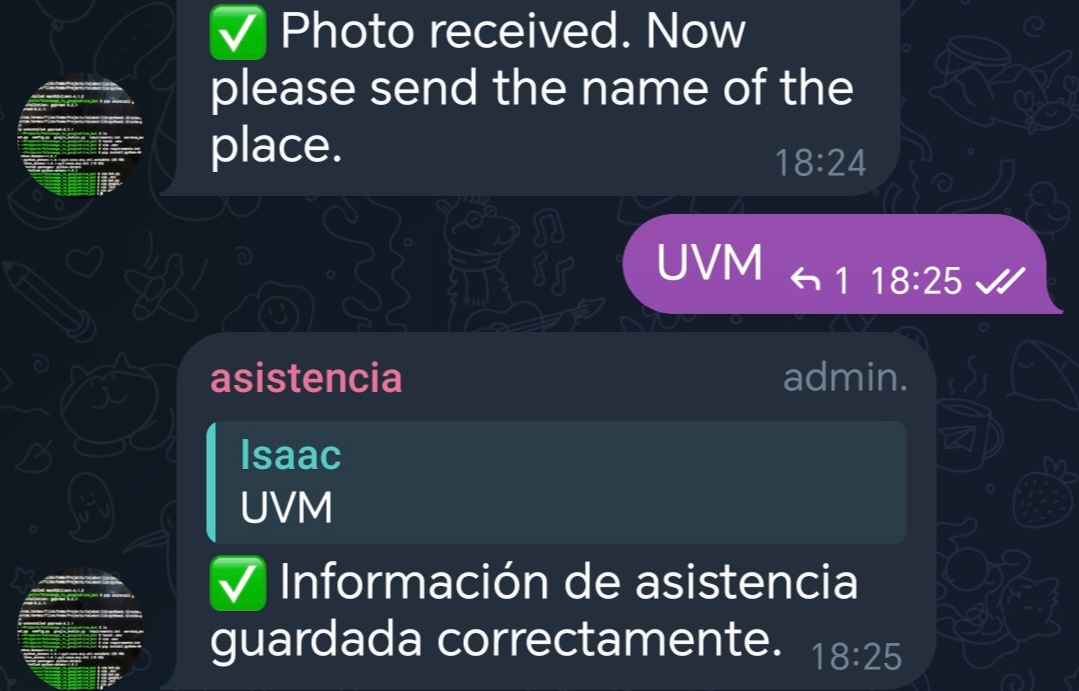 ✅ Photo received. Now
please send the name of the
place.
18:24
UVM
1 18:25
asistencia admin.
Isaac
UVM
✅ Información de asistencia
guardada correctamente.
18:25